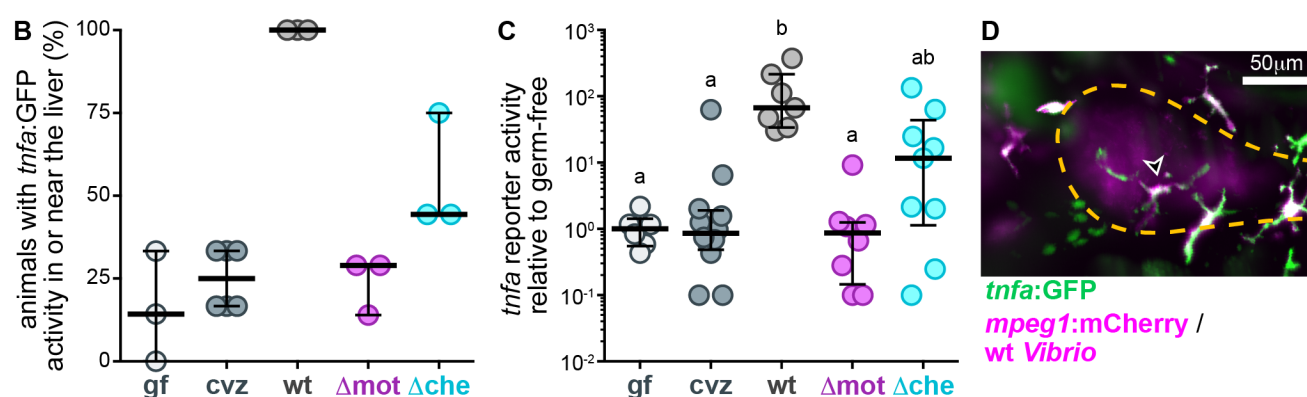 B
animals with tnfa:GFP
activity in or near the liver (%)
100
75
50
25
0
gf cvz wt Δmot Δche
C
tnfa reporter activity
relative to germ-free
10³
10²
10¹
10⁰
10⁻¹
10⁻²
a a b a ab
gf cvz wt Δmot Δche
D
50μm
tnfa:GFP
mpeg1:mCherry /
wt Vibrio